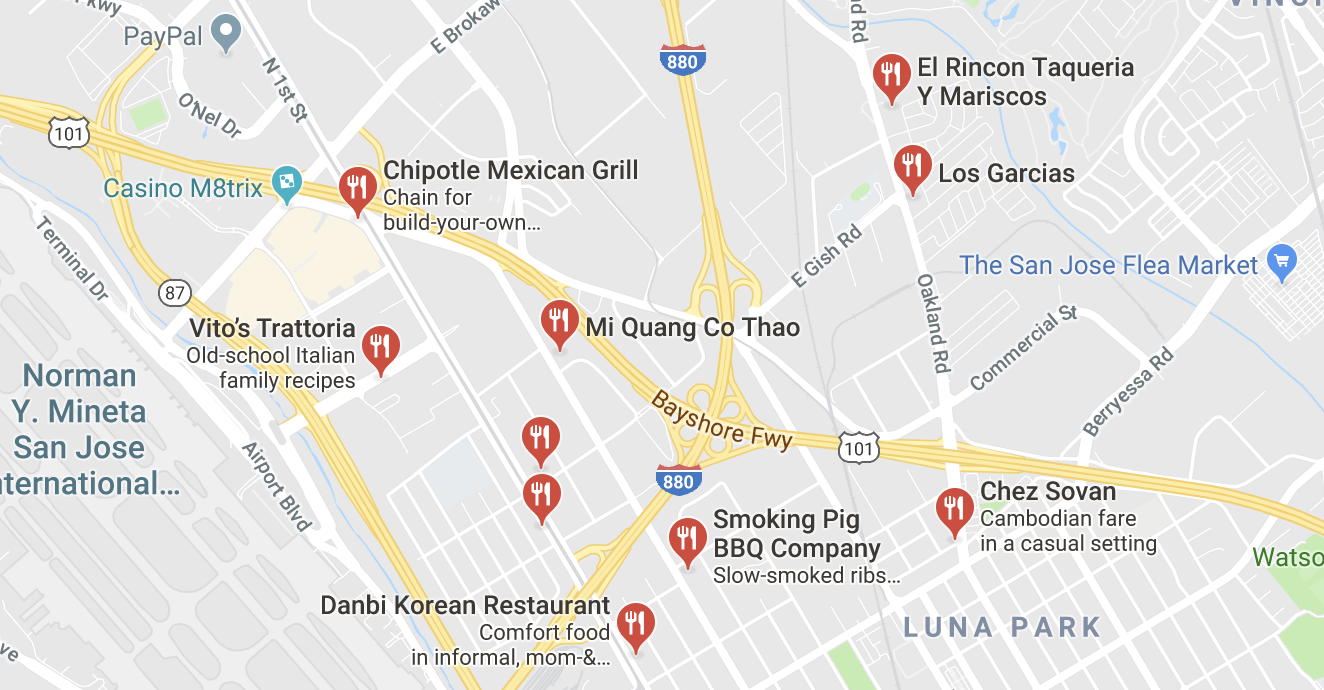 PayPal
N 1st St
E Brokaw
880
El Rincon Taqueria
Y Mariscos
O'Nel Dr
101
Chipotle Mexican Grill
Chain for
build-your-own...
Casino M8trix
Los Garcias
Terminal Dr
E Gish Rd
The San Jose Flea Market
87
Oakland Rd
Vito's Trattoria
Old-school Italian
family recipes
Mi Quang Co Thao
Commercial St
Berryessa Rd
Norman
Y. Mineta
San Jose
nternational...
Bayshore Fwy
101
Airport Blvd
880
Chez Sovan
Cambodian fare
in a casual setting
Smoking Pig
BBQ Company
Slow-smoked ribs...
Watso
Danbi Korean Restaurant
Comfort food
in informal, mom-&...
LUNA PARK